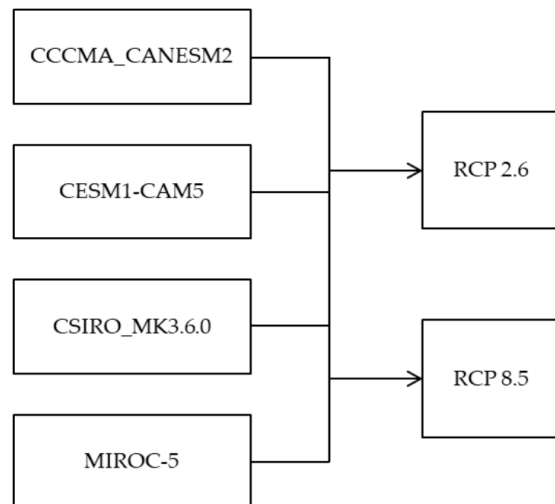 CCCMA_CANESM2
CESM1-CAM5
CSIRO_MK3.6.0
MIROC-5
RCP 2.6
RCP 8.5